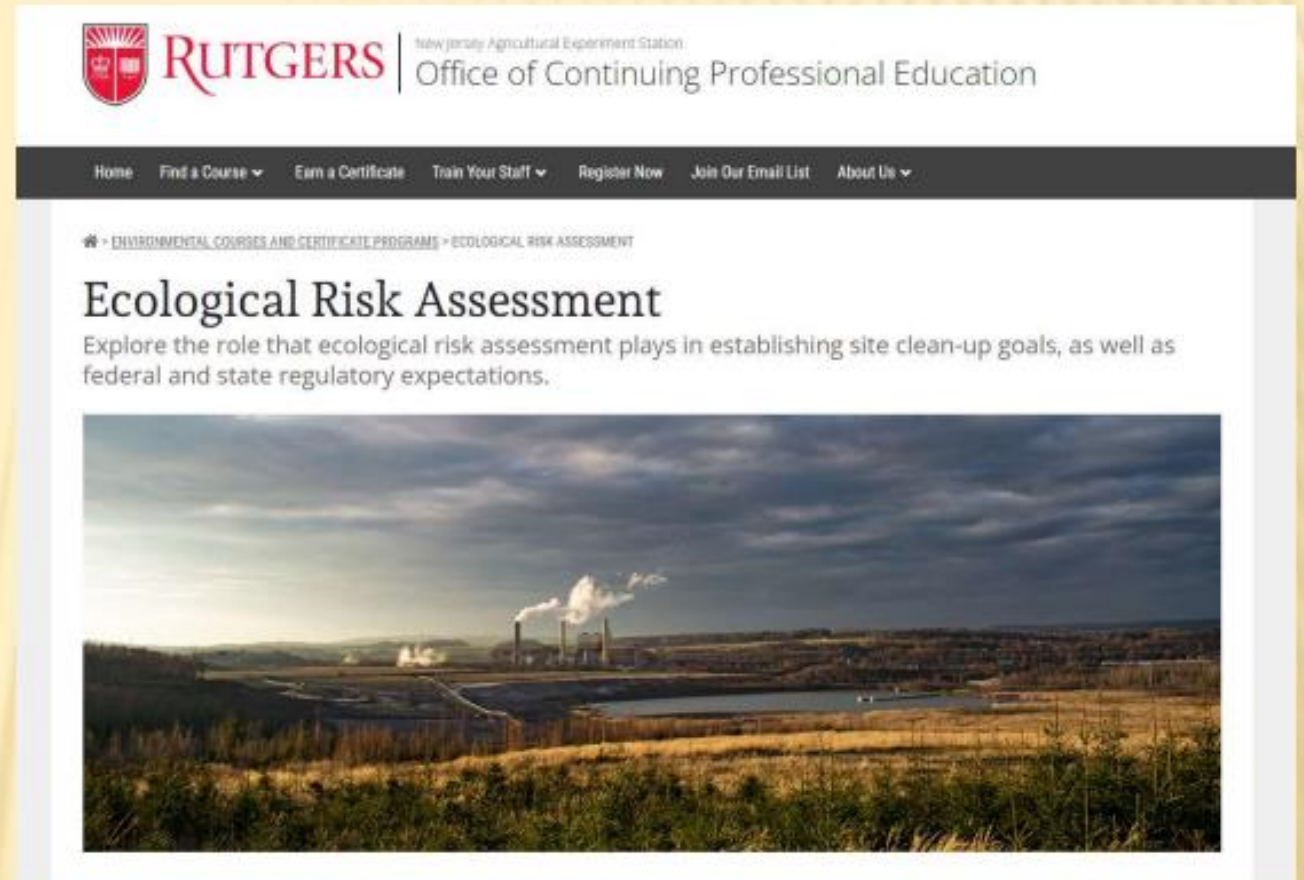 RUTGERS
New Jersey Agricultural Experiment Station
Office of Continuing Professional Education
Home Find a Course Earn a Certificate Train Your Staff Register Now Join Our Email List About Us
> ENVIRONMENTAL COURSES AND CERTIFICATE PROGRAMS > ECOLOGICAL RISK ASSESSMENT
Ecological Risk Assessment
Explore the role that ecological risk assessment plays in establishing site clean-up goals, as well as
federal and state regulatory expectations.